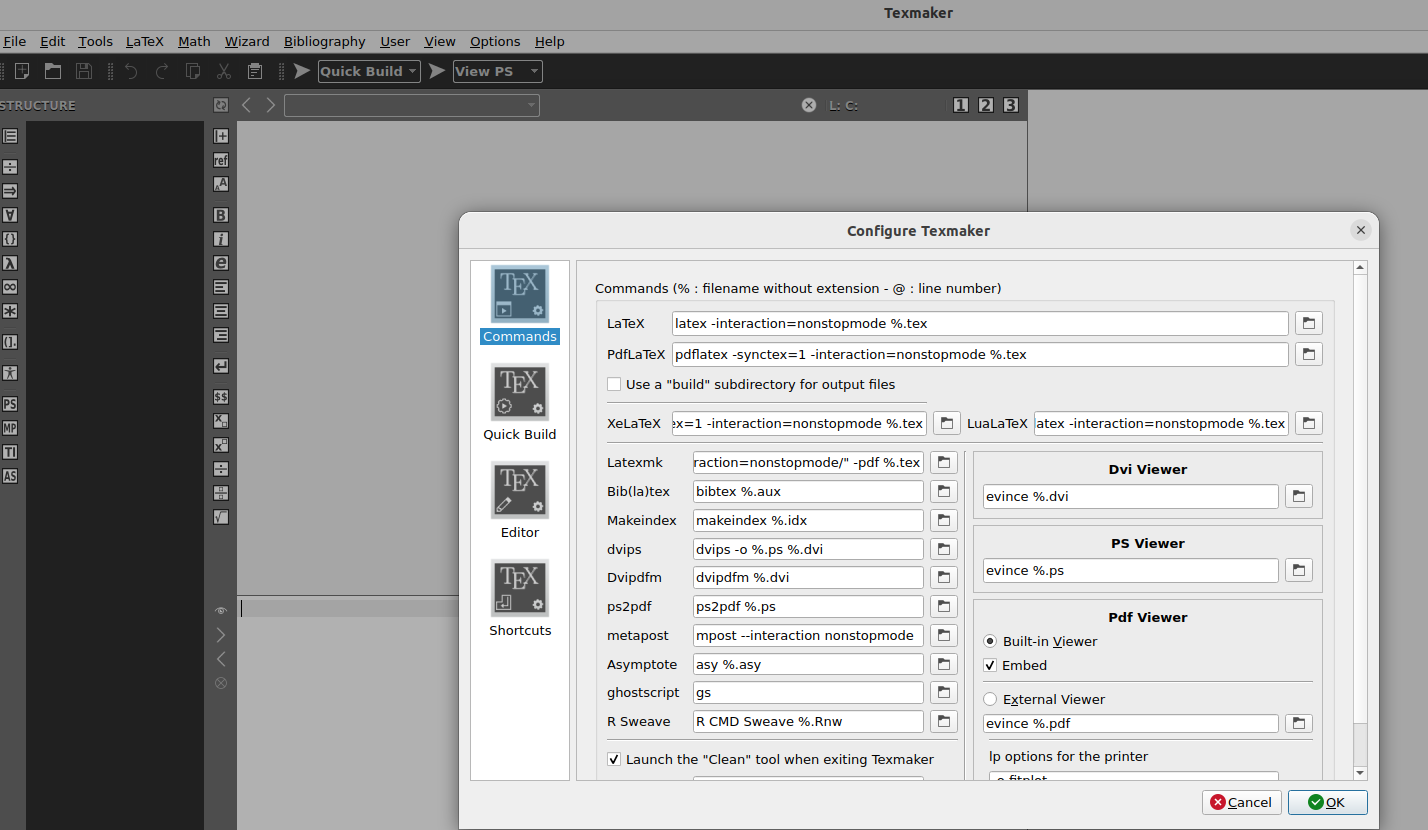 Texmaker
File Edit Tools LaTeX Math Wizard Bibliography User View Options Help
Quick Build View PS
STRUCTURE L: C: 1 2 3
ref
AA
B
i
e
$$
PS
MP
TI
AS
Configure Texmaker
TEX
Commands
TEX
Quick Build
TEX
Editor
TEX
Shortcuts
Commands (% : filename without extension - @ : line number)
LaTeX latex -interaction=nonstopmode %.tex
PdfLaTeX pdflatex -synctex=1 -interaction=nonstopmode %.tex
Use a "build" subdirectory for output files
XeLaTeX ex=1 -interaction=nonstopmode %.tex LuaLaTeX latex -interaction=nonstopmode %.tex
Latexmk raction=nonstopmode/" -pdf %.tex
Bib(la)tex bibtex %.aux
Makeindex makeindex %.idx
dvips dvips -o %.ps %.dvi
Dvipdfm dvipdfm %.dvi
ps2pdf ps2pdf %.ps
metapost mpost --interaction nonstopmode
Asymptote asy %.asy
ghostscript gs
R Sweave R CMD Sweave %.Rnw
Launch the "Clean" tool when exiting Texmaker
Dvi Viewer
evince %.dvi
PS Viewer
evince %.ps
Pdf Viewer
Built-in Viewer
Embed
External Viewer
evince %.pdf
lp options for the printer
Cancel OK